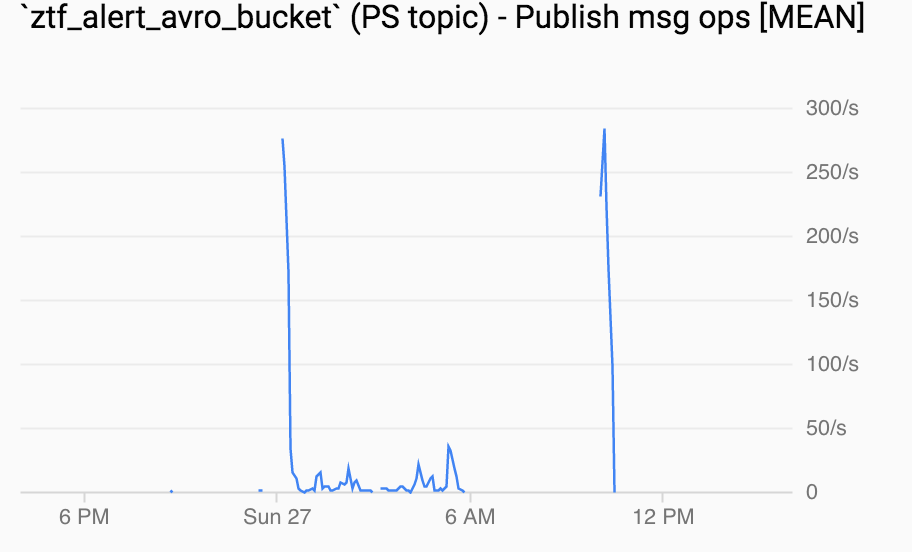 `ztf_alert_avro_bucket` (PS topic) - Publish msg ops [MEAN]
300/s
250/s
200/s
150/s
100/s
50/s
0
6 PM
Sun 27
6 AM
12 PM